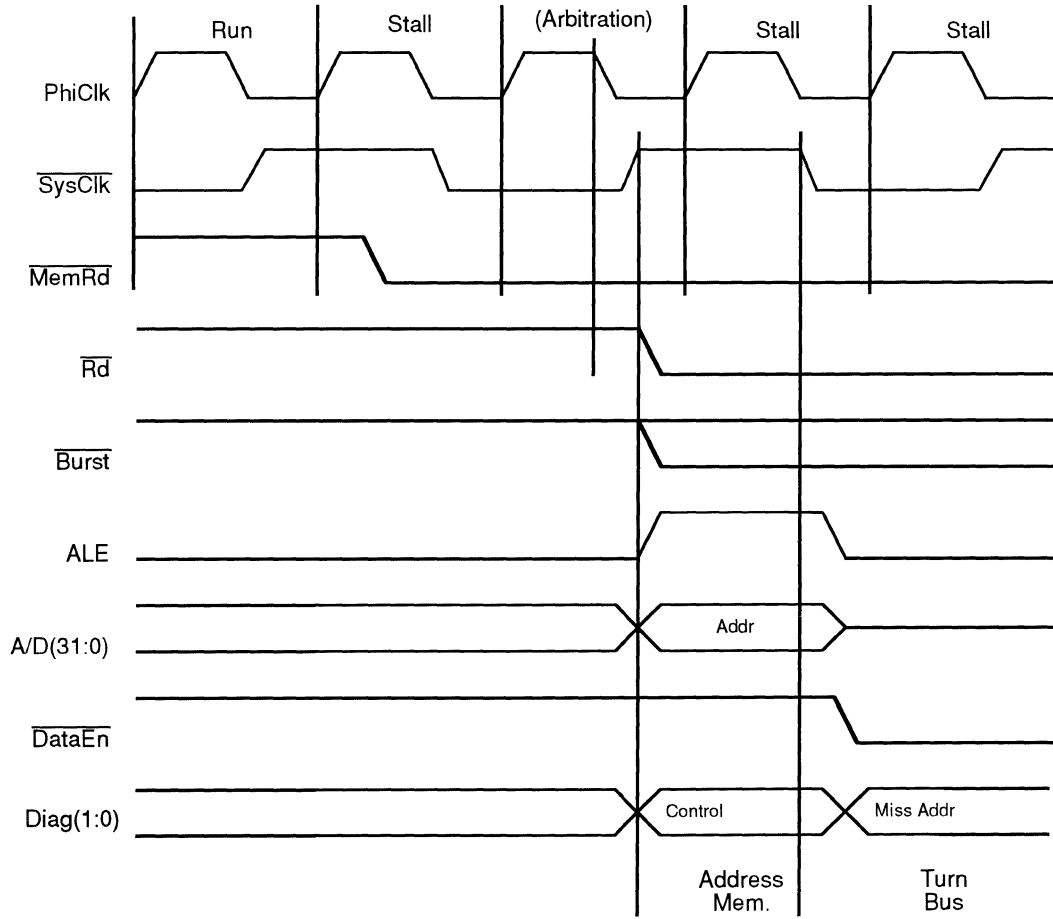 Run
Stall
(Arbitration)
Stall
Stall
PhiClk
SysClk
MemRd
Rd
Burst
ALE
A/D(31:0)
Addr
DataEn
Diag(1:0)
Control
Miss Addr
Address
Mem.
Turn
Bus